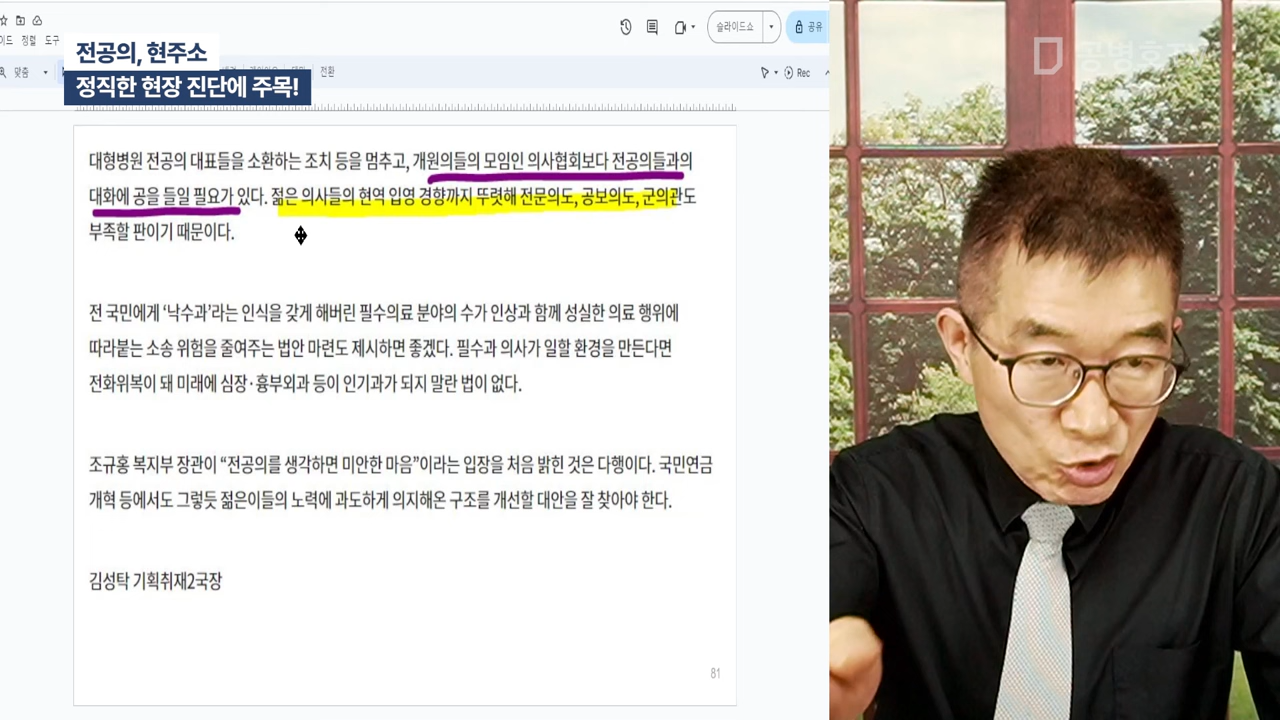 이드 정렬 도구
슬라이드쇼
공유
전공의, 현주소
정직한 현장 진단에 주목!
맞춤
전환
Rec
대형병원 전공의 대표들을 소환하는 조치 등을 멈추고, 개원의들의 모임인 의사협회보다 전공의들과의
대화에 공을 들일 필요가 있다. 젊은 의사들의 현역 입영 경향까지 뚜렷해 전문의도, 공보의도, 군의관도
부족할 판이기 때문이다.
전 국민에게 ‘낙수과’라는 인식을 갖게 해버린 필수의료 분야의 수가 인상과 함께 성실한 의료 행위에
따라붙는 소송 위험을 줄여주는 법안 마련도 제시하면 좋겠다. 필수과 의사가 일할 환경을 만든다면
전화위복이 돼 미래에 심장·흉부외과 등이 인기과가 되지 말란 법이 없다.
조규홍 복지부 장관이 “전공의를 생각하면 미안한 마음”이라는 입장을 처음 밝힌 것은 다행이다. 국민연금
개혁 등에서도 그렇듯 젊은이들의 노력에 과도하게 의지해온 구조를 개선할 대안을 잘 찾아야 한다.
김성탁 기획취재2국장
81
공병호